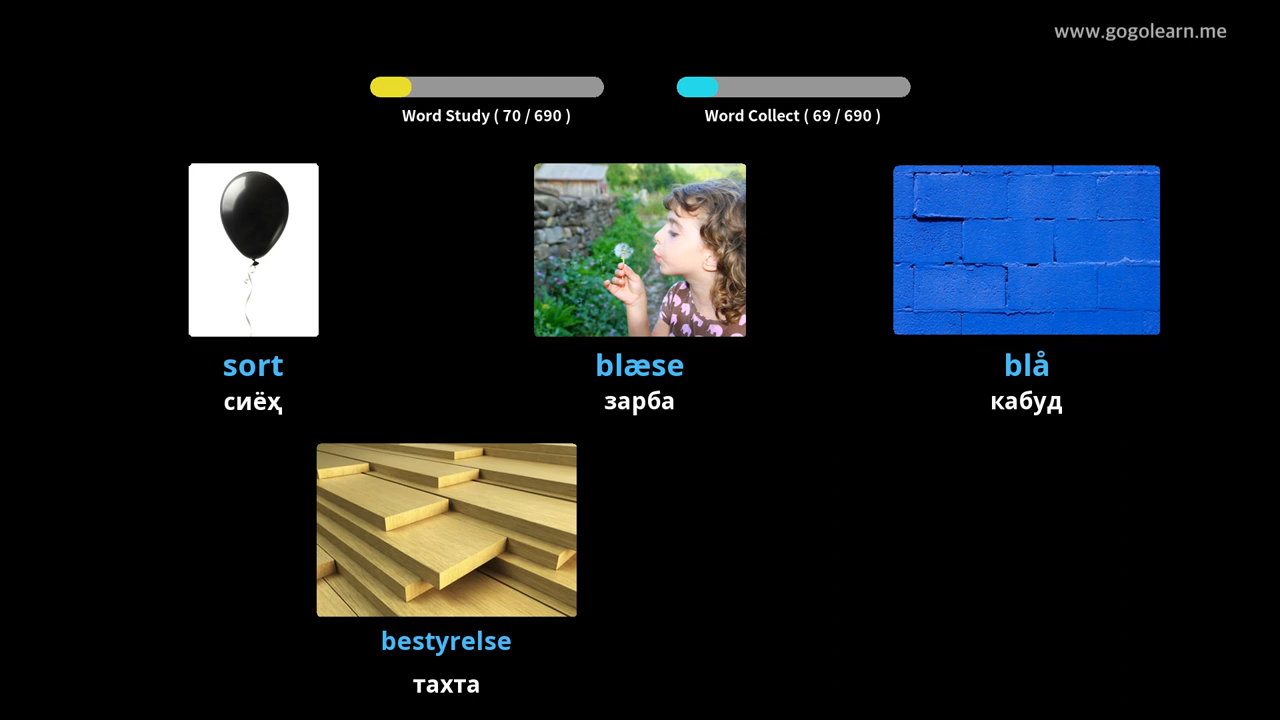 www.gogolearn.me
Word Study ( 70 / 690 )
Word Collect ( 69 / 690 )
sort
сиёҳ
blæse
зарба
blå
кабуд
bestyrelse
тахта